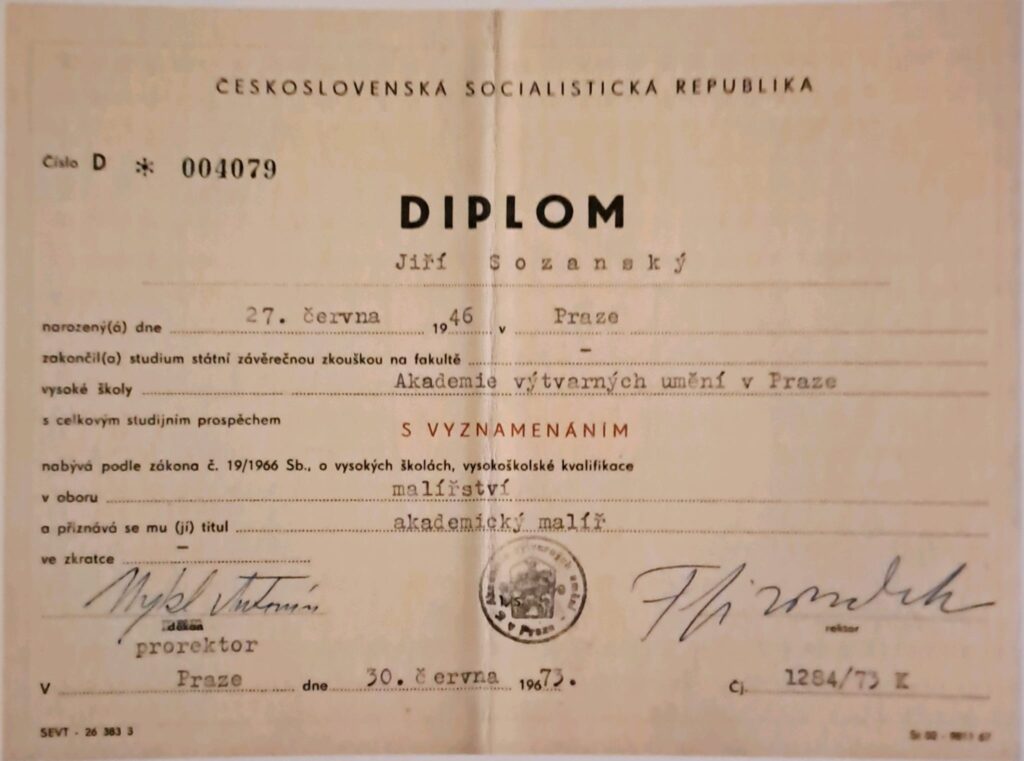 ČESKOSLOVENSKÁ SOCIALISTICKÁ REPUBLIKA
Číslo D * 004079
DIPLOM
Jiří Sozanský
narozený(á) dne 27. června 1946 v Praze
zakončil(a) studium státní závěrečnou zkouškou na fakultě –
vysoké školy Akademie výtvarných umění v Praze
s celkovým studijním prospěchem
S VYZNAMENÁNÍM
nabývá podle zákona č. 19/1966 Sb., o vysokých školách, vysokoškolské kvalifikace
v oboru malířství
a přiznává se mu (jí) titul akademický malíř
ve zkratce –
děkan
prorektor
rektor
V Praze dne 30. června 19673.
Čj. 1284/73 K
SEVT - 26 383 3